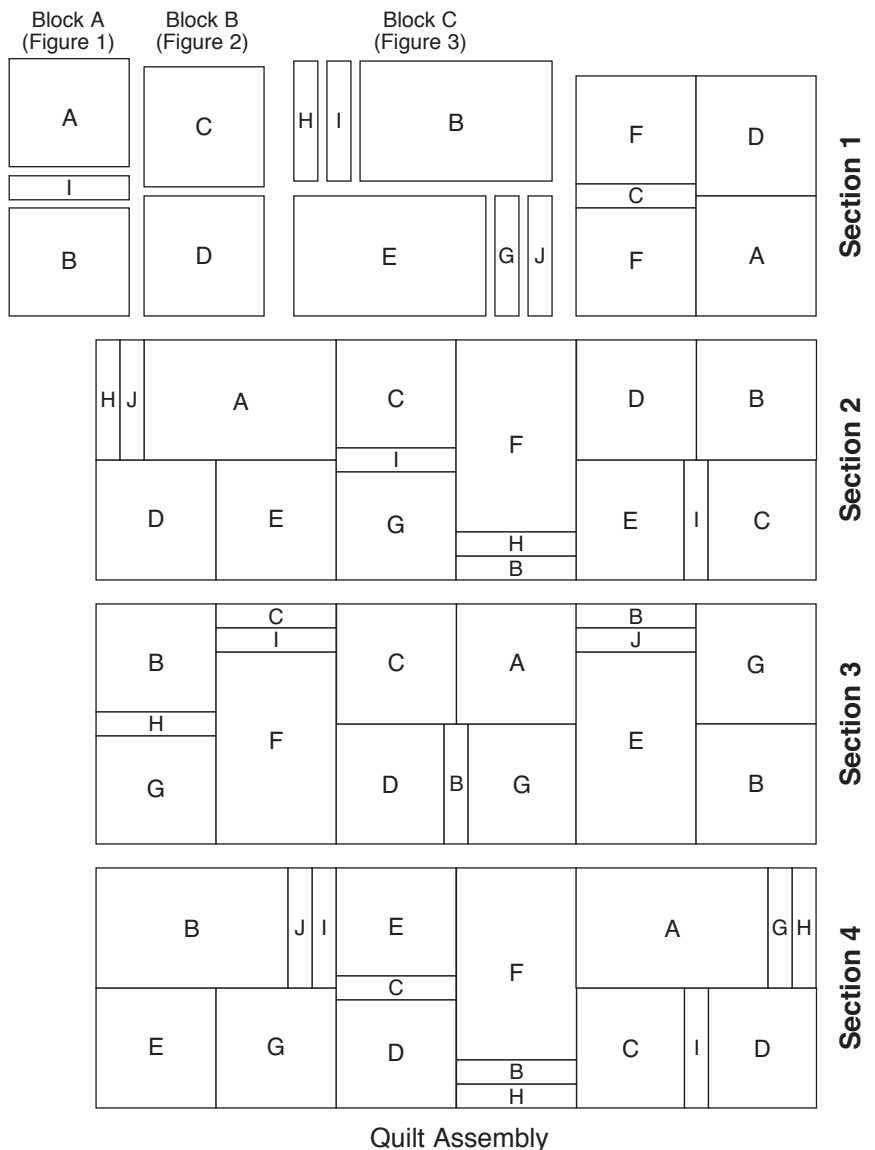 Block A
(Figure 1)
Block B
(Figure 2)
Block C
(Figure 3)
A
I
B
C
D
H I B
E G J
F D
C
F A
Section 1
H J A C F D B
I
D E G E I C
H
B
Section 2
B C C A B G
I J
H F E
G D B G B
Section 3
B J I E F A G H
C
E G D C I D
B
H
Section 4
Quilt Assembly